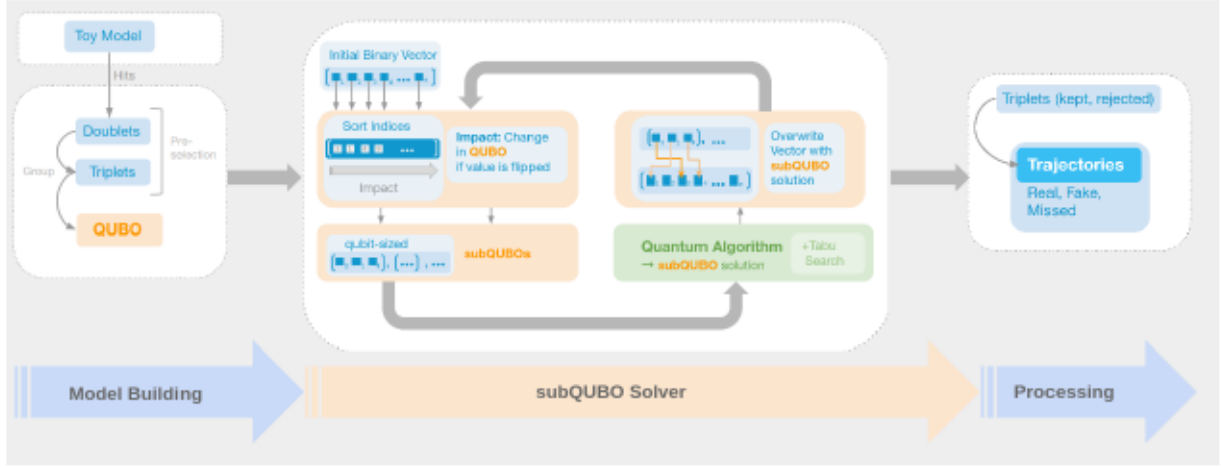 Toy Model
Hits
Doublets
Triplets
Group
Pre-
selection
QUBO
Initial Binary Vector
Sort Indices
Impact
Impact: Change
in QUBO
if value is flipped
qubit-sized
subQUBOs
Overwrite
Vector with
subQUBO
solution
Quantum Algorithm
→ subQUBO solution
+Tabu
Search
Triplets (kept, rejected)
Trajectories
Real, Fake,
Missed
Model Building
subQUBO Solver
Processing